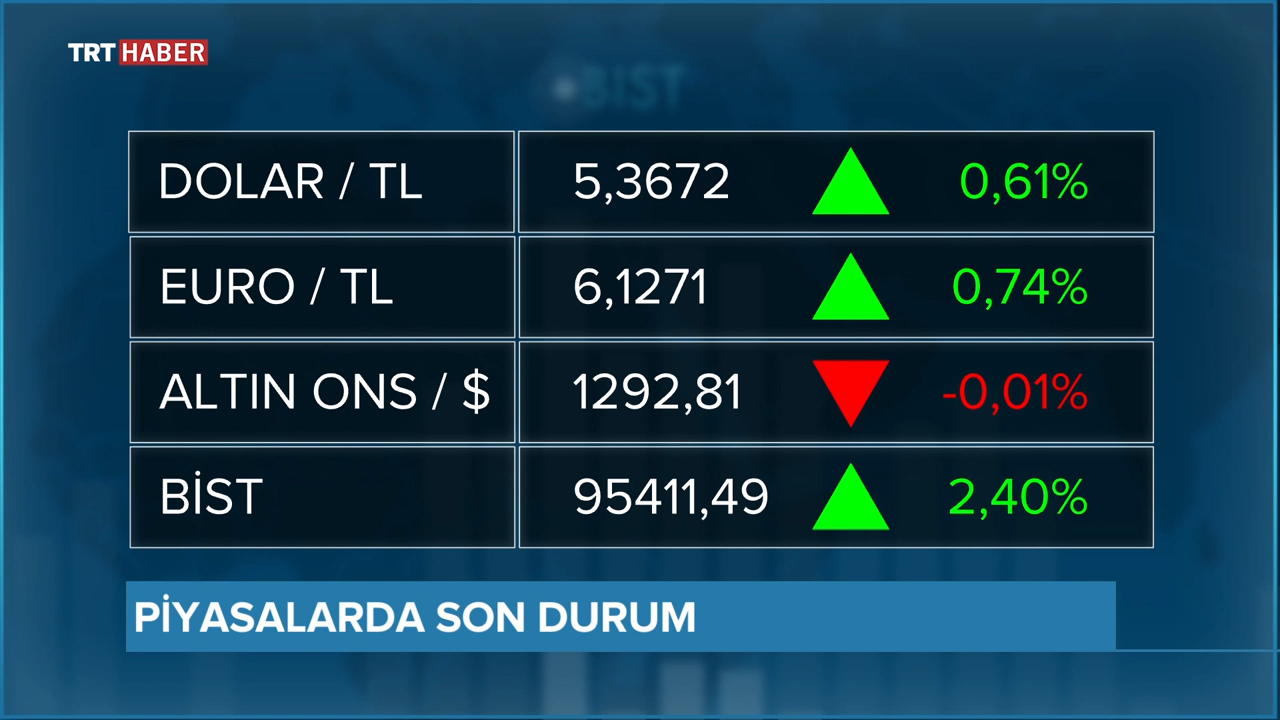 TRT HABER
BIST
DOLAR / TL 5,3672 0,61%
EURO / TL 6,1271 0,74%
ALTIN ONS / $ 1292,81 -0,01%
BİST 95411,49 2,40%
PİYASALARDA SON DURUM